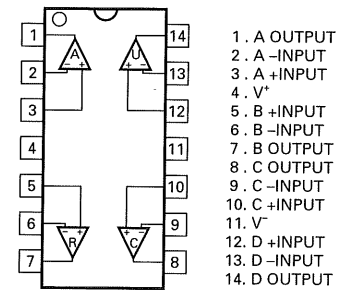 1 14
A U
- + + -
2 13
3 12
4 11
5 10
6 9
- + + -
R C
7 8
1 . A OUTPUT
2 . A –INPUT
3 . A +INPUT
4 . V⁺
5 . B +INPUT
6 . B –INPUT
7 . B OUTPUT
8 . C OUTPUT
9 . C –INPUT
10. C +INPUT
11. V⁻
12. D +INPUT
13. D –INPUT
14. D OUTPUT